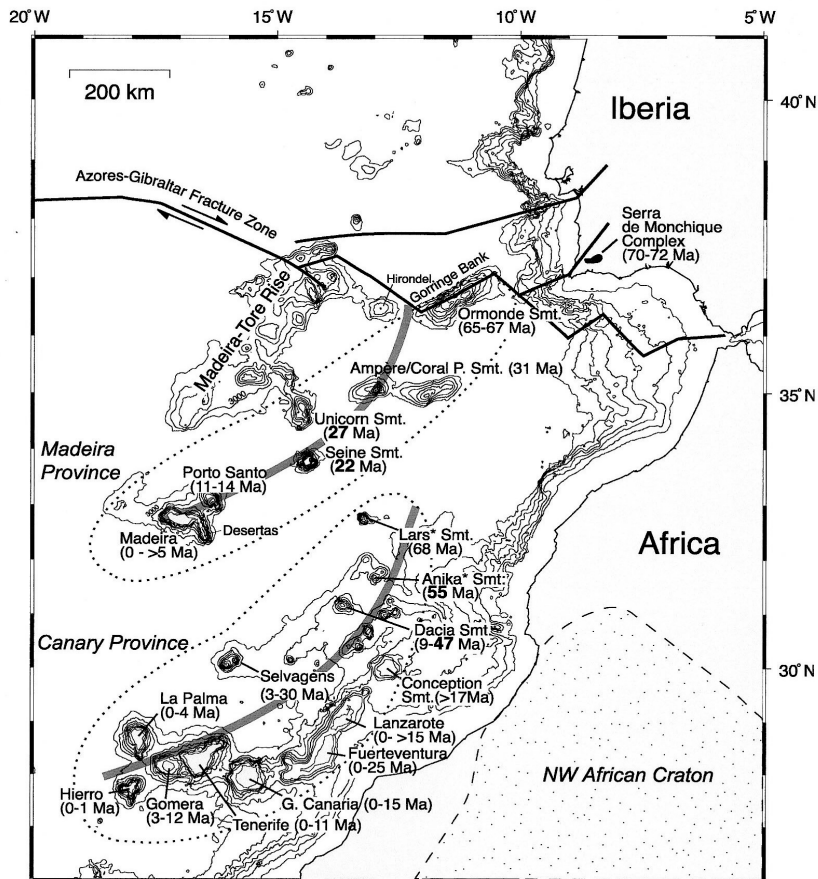 20°W
15°W
10°W
5°W
200 km
40°N
Iberia
Azores-Gibraltar Fracture Zone
Serra
de Monchique
Complex
(70-72 Ma)
Hirondel.
Gorringe Bank
Ormonde Smt.
(65-67 Ma)
Madeira-Tore Rise
Ampère/Coral P. Smt. (31 Ma)
3000
35°N
Unicorn Smt.
(27 Ma)
Madeira
Province
Seine Smt.
(22 Ma)
Porto Santo
(11-14 Ma)
Desertas
Madeira
(0 - >5 Ma)
Lars* Smt.
(68 Ma)
Africa
Anika* Smt.
(55 Ma)
Canary Province
Dacia Smt.
(9-47 Ma)
30°N
Selvagens
(3-30 Ma)
Conception
Smt.(>17Ma)
La Palma
(0-4 Ma)
Lanzarote
(0- >15 Ma)
Fuerteventura
(0-25 Ma)
NW African Craton
Hierro
(0-1 Ma)
Gomera
(3-12 Ma)
G. Canaria (0-15 Ma)
Tenerife (0-11 Ma)